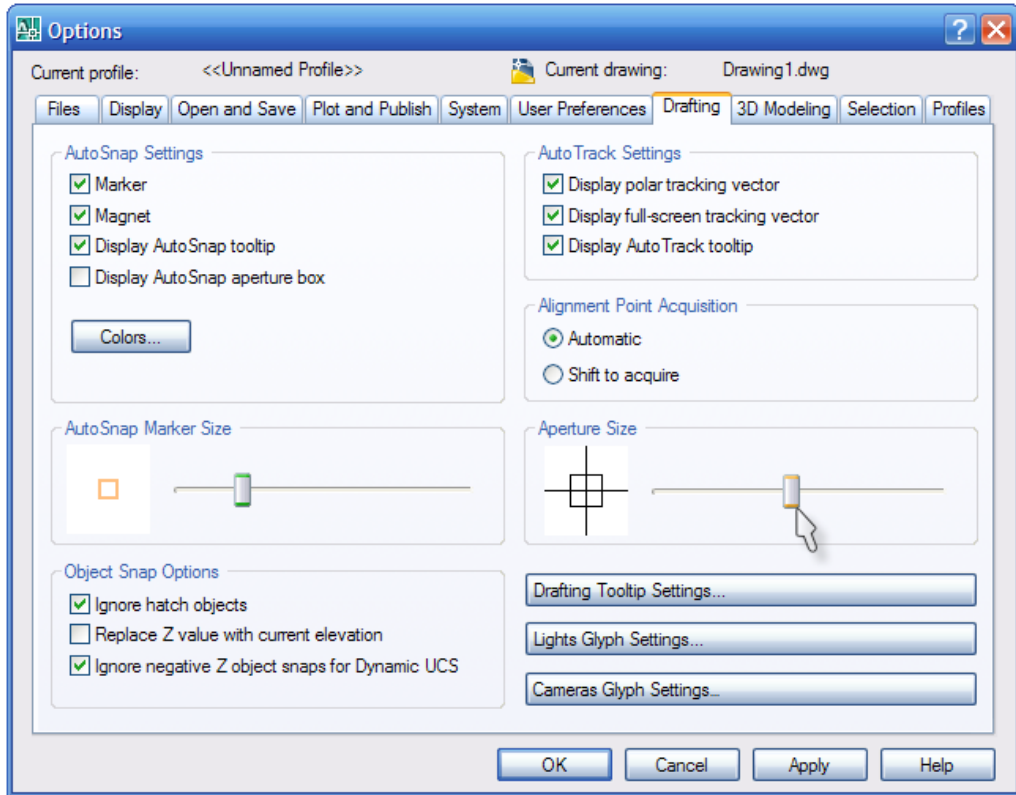 Options
Current profile: <<Unnamed Profile>> Current drawing: Drawing1.dwg
Files Display Open and Save Plot and Publish System User Preferences Drafting 3D Modeling Selection Profiles
AutoSnap Settings
Marker
Magnet
Display AutoSnap tooltip
Display AutoSnap aperture box
Colors...
AutoTrack Settings
Display polar tracking vector
Display full-screen tracking vector
Display AutoTrack tooltip
Alignment Point Acquisition
Automatic
Shift to acquire
AutoSnap Marker Size
Aperture Size
Object Snap Options
Ignore hatch objects
Replace Z value with current elevation
Ignore negative Z object snaps for Dynamic UCS
Drafting Tooltip Settings...
Lights Glyph Settings...
Cameras Glyph Settings...
OK Cancel Apply Help